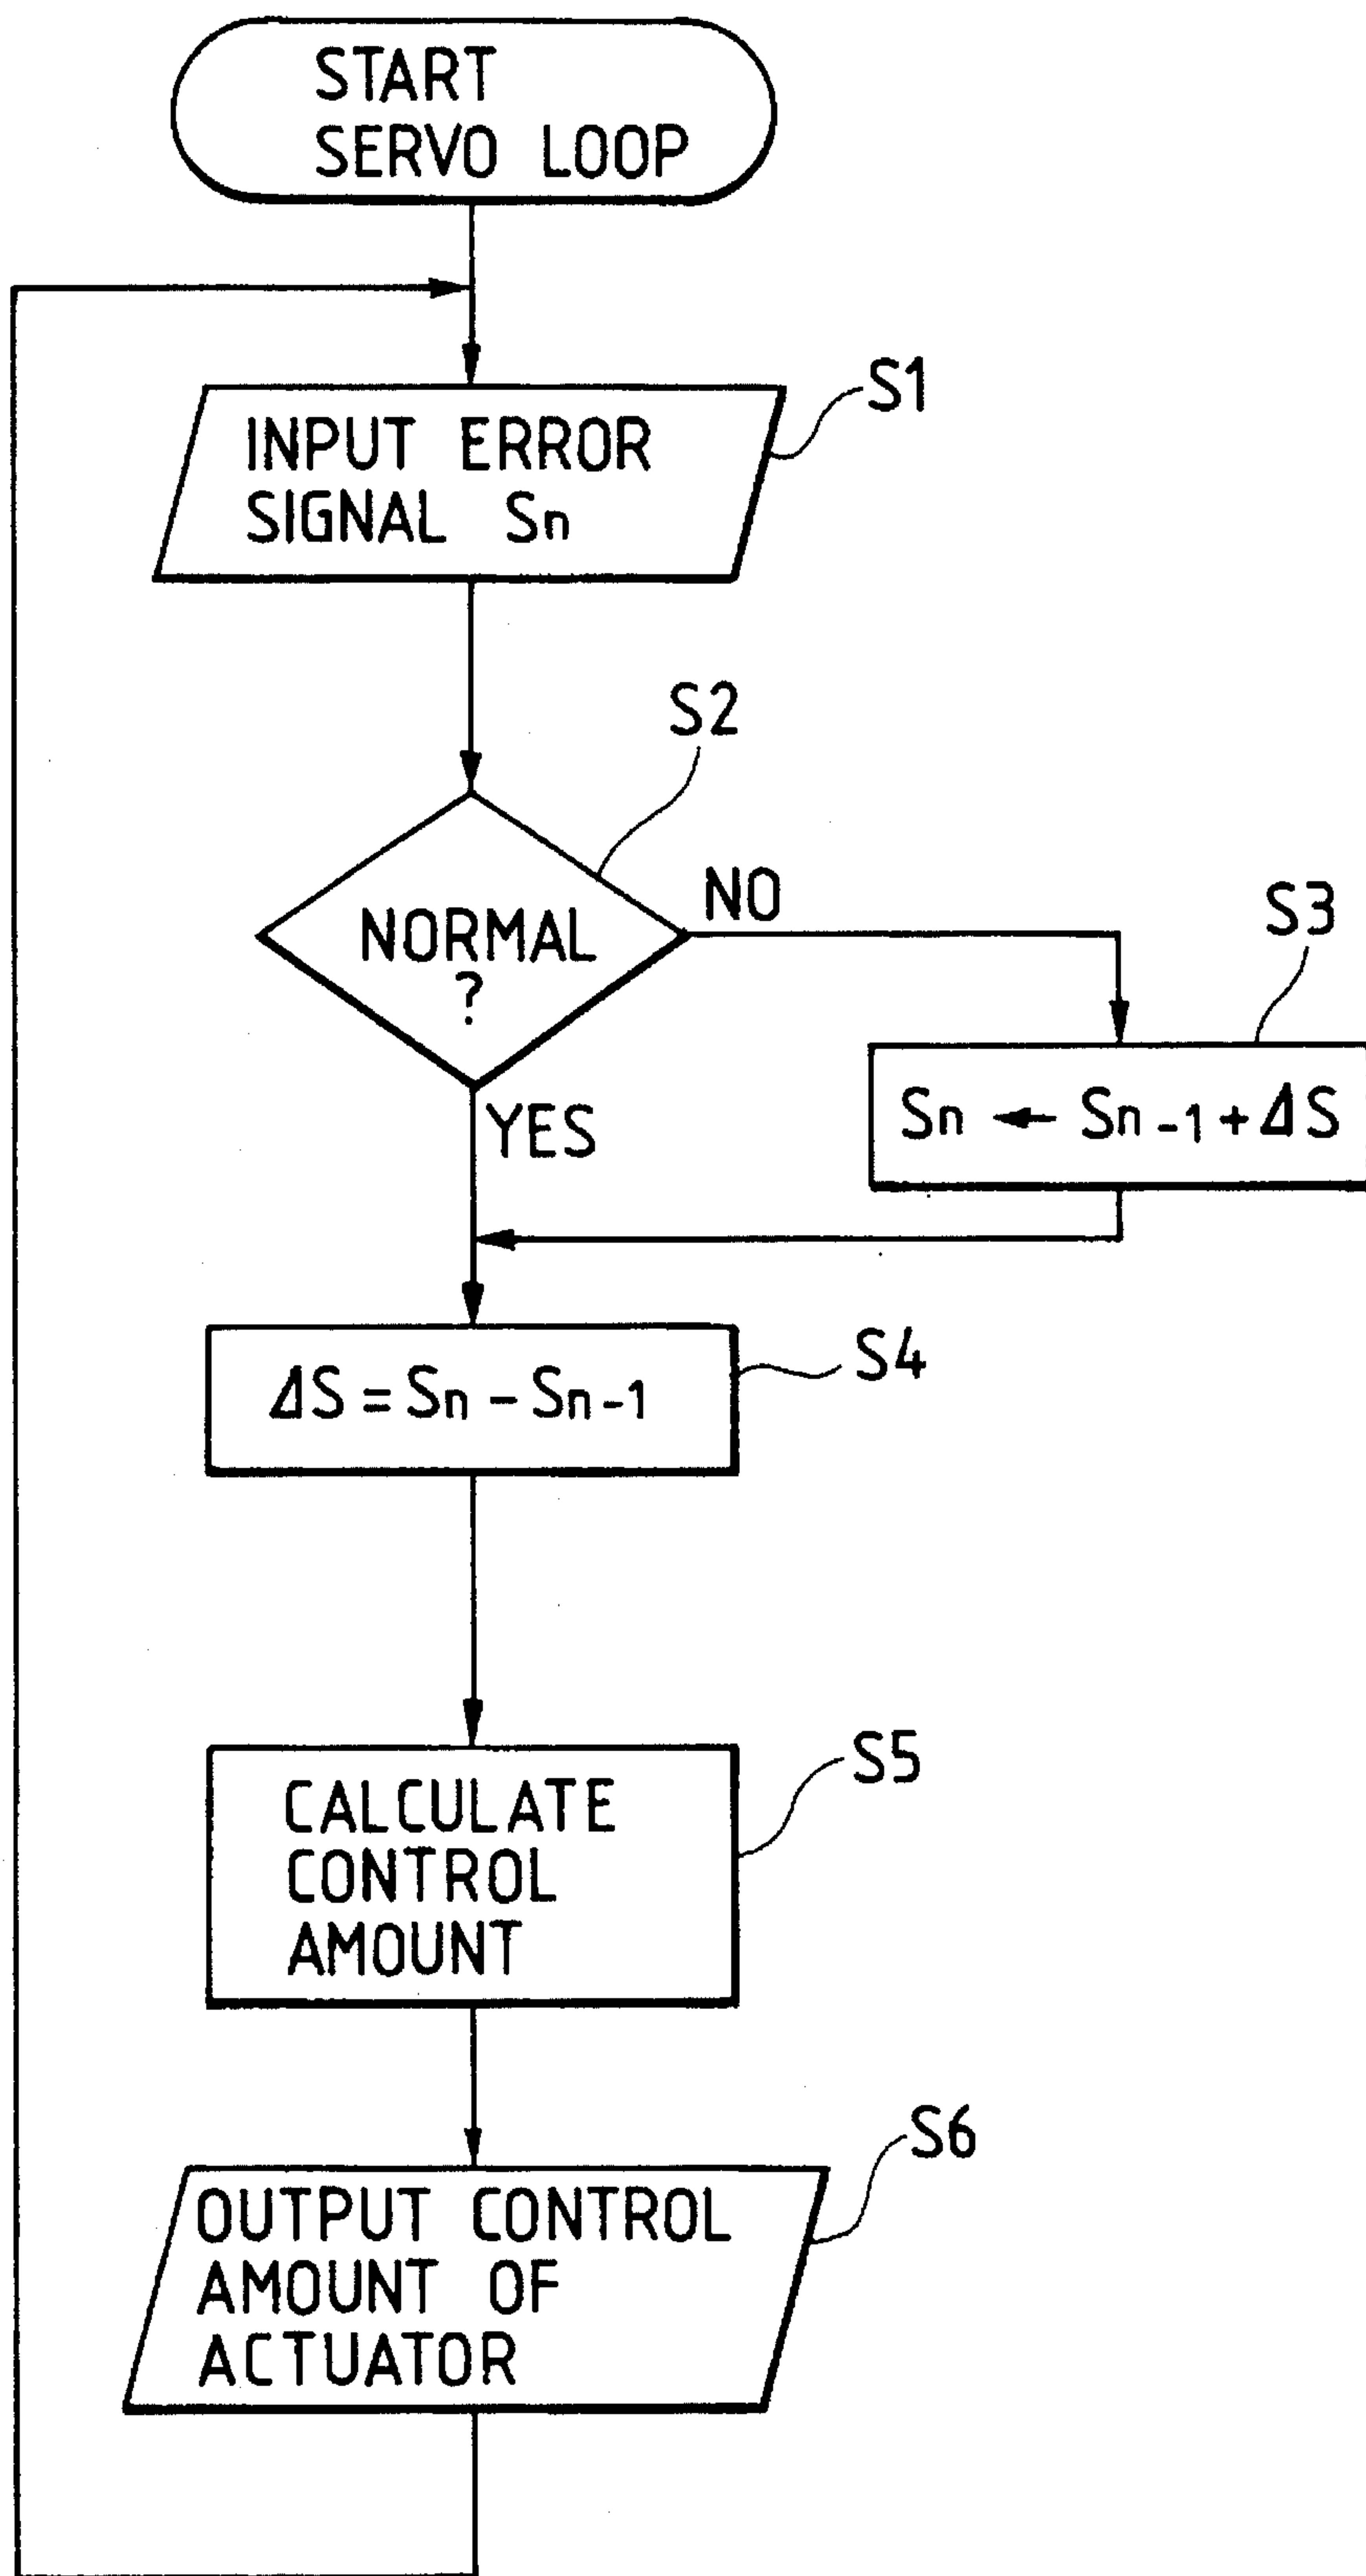 START
SERVO LOOP
S1
INPUT ERROR
SIGNAL Sn
S2
NORMAL
?
NO
YES
S3
Sn ← Sn-1 + ΔS
S4
ΔS = Sn - Sn-1
S5
CALCULATE
CONTROL
AMOUNT
S6
OUTPUT CONTROL
AMOUNT OF
ACTUATOR